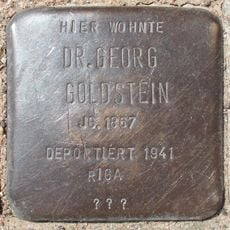 HIER WOHNTE
DR. GEORG
GOLDSTEIN
JG. 1867
DEPORTIERT 1941
RIGA
? ? ?